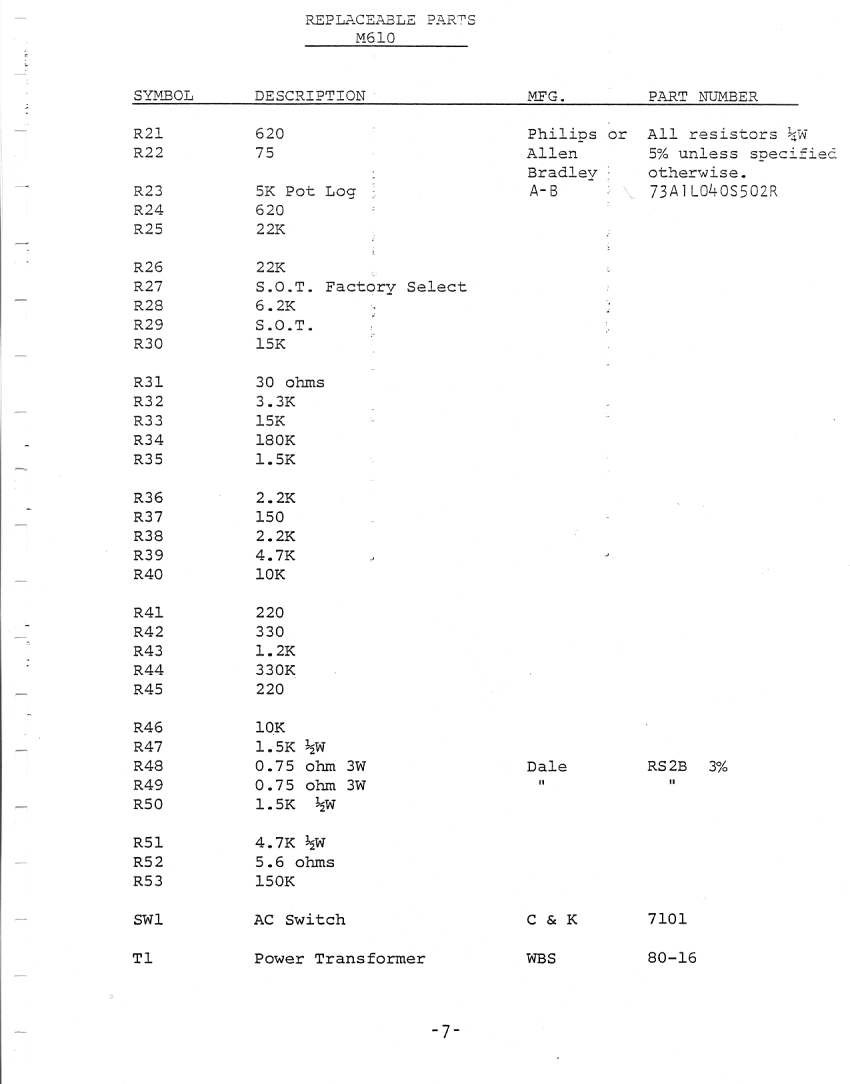 REPLACEABLE PARTS
M610
SYMBOL DESCRIPTION MFG. PART NUMBER
R21 620 Philips or All resistors ¼W
R22 75 Allen 5% unless specified
Bradley otherwise.
R23 5K Pot Log A-B 73A1L040S502R
R24 620
R25 22K
R26 22K
R27 S.O.T. Factory Select
R28 6.2K
R29 S.O.T.
R30 15K
R31 30 ohms
R32 3.3K
R33 15K
R34 180K
R35 1.5K
R36 2.2K
R37 150
R38 2.2K
R39 4.7K
R40 10K
R41 220
R42 330
R43 1.2K
R44 330K
R45 220
R46 10K
R47 1.5K ½W
R48 0.75 ohm 3W Dale RS2B 3%
R49 0.75 ohm 3W " "
R50 1.5K ½W
R51 4.7K ½W
R52 5.6 ohms
R53 150K
SW1 AC Switch C & K 7101
T1 Power Transformer WBS 80-16
-7-